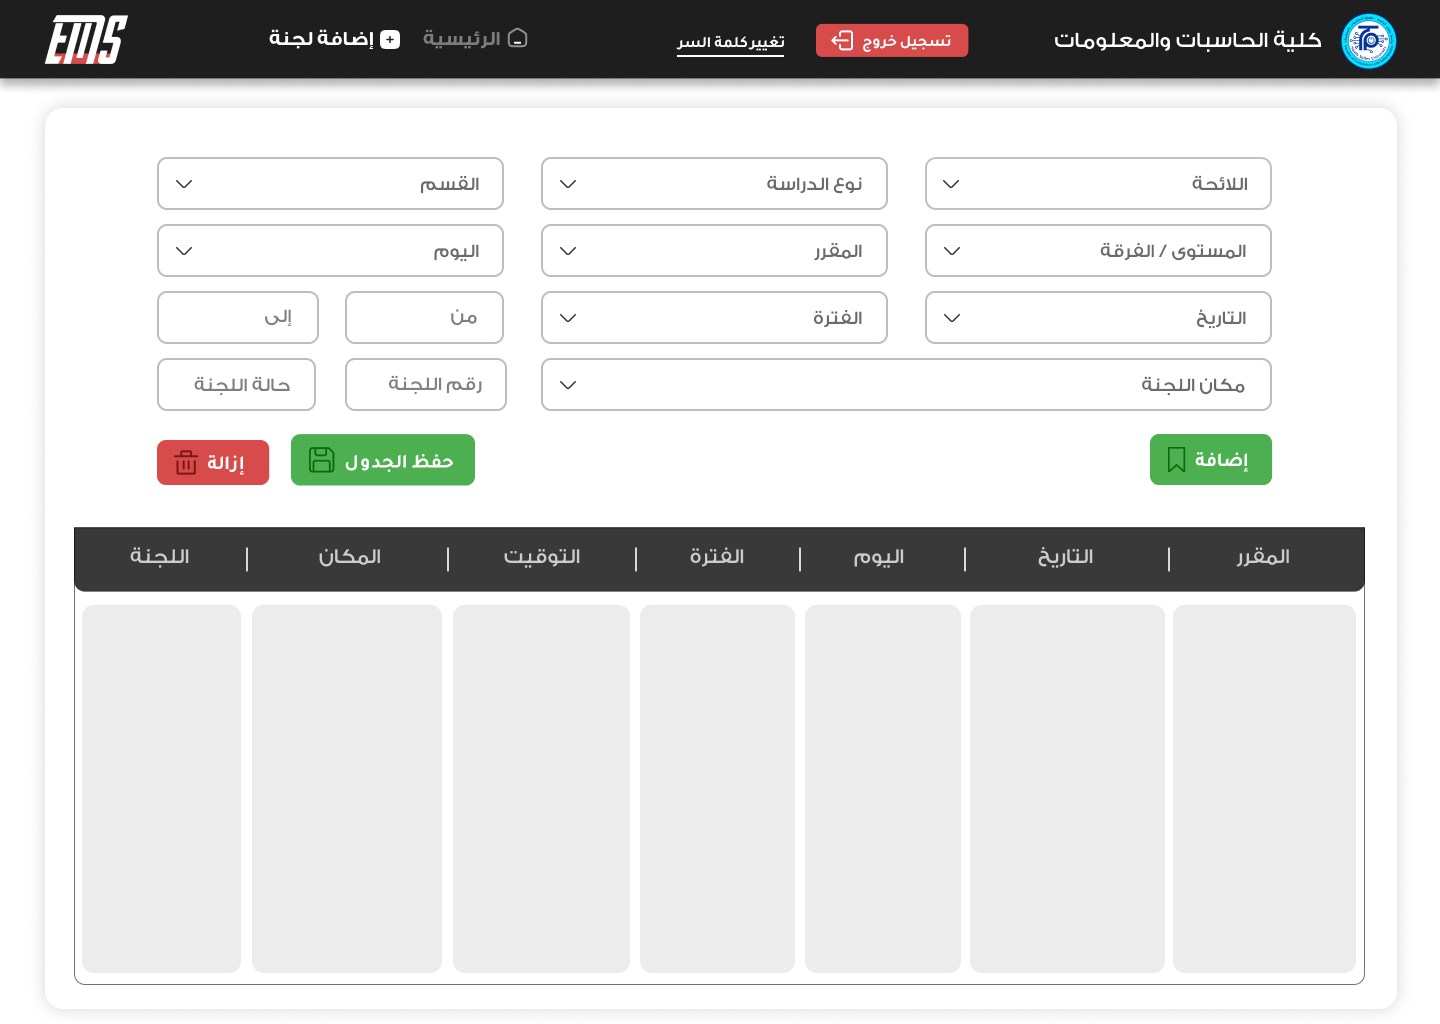 كلية الحاسبات والمعلومات
تسجيل خروج
تغيير كلمة السر
الرئيسية
إضافة لجنة
EMS
اللائحة
نوع الدراسة
القسم
المستوى / الفرقة
المقرر
اليوم
التاريخ
الفترة
من
إلى
مكان اللجنة
رقم اللجنة
حالة اللجنة
إضافة
حفظ الجدول
إزالة
المقرر | التاريخ | اليوم | الفترة | التوقيت | المكان | اللجنة